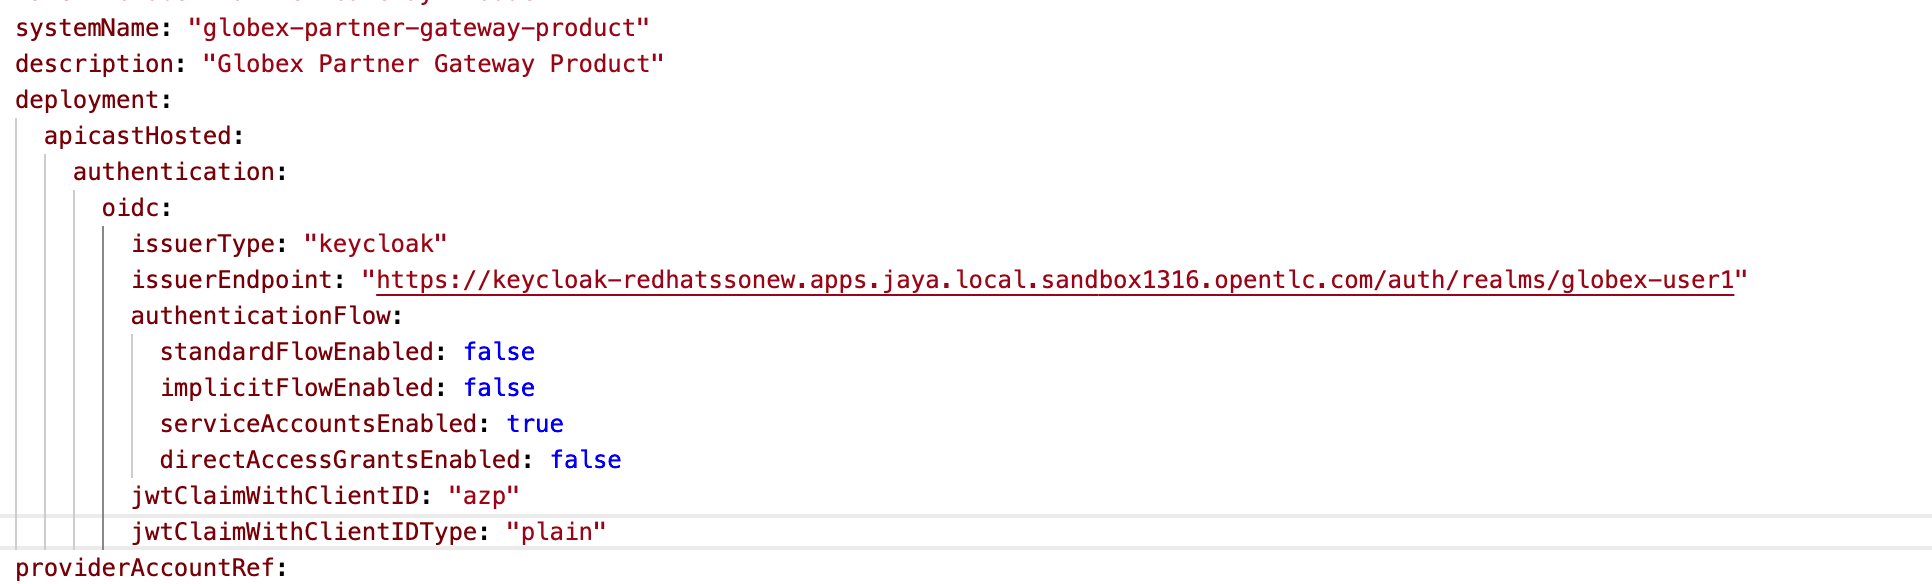 systemName: "globex-partner-gateway-product"
description: "Globex Partner Gateway Product"
deployment:
apicastHosted:
authentication:
oidc:
issuerType: "keycloak"
issuerEndpoint: "https://keycloak-redhatssonew.apps.jaya.local.sandbox1316.opentlc.com/auth/realms/globex-user1"
authenticationFlow:
standardFlowEnabled: false
implicitFlowEnabled: false
serviceAccountsEnabled: true
directAccessGrantsEnabled: false
jwtClaimWithClientID: "azp"
jwtClaimWithClientIDType: "plain"
providerAccountRef: